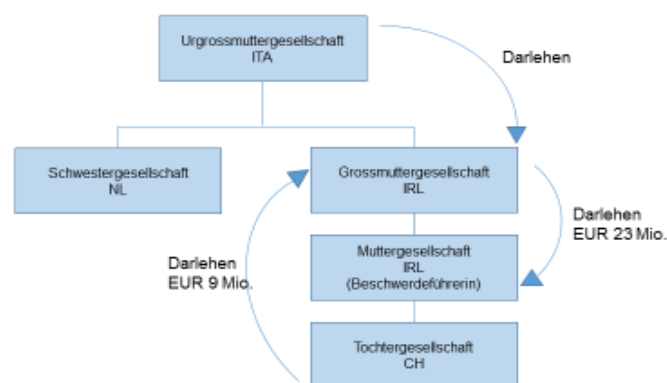 Urgrossmuttergesellschaft
ITA
Darlehen
Schwestergesellschaft
NL
Grossmuttergesellschaft
IRL
Darlehen
EUR 23 Mio.
Darlehen
EUR 9 Mio.
Muttergesellschaft
IRL
(Beschwerdeführerin)
Tochtergesellschaft
CH